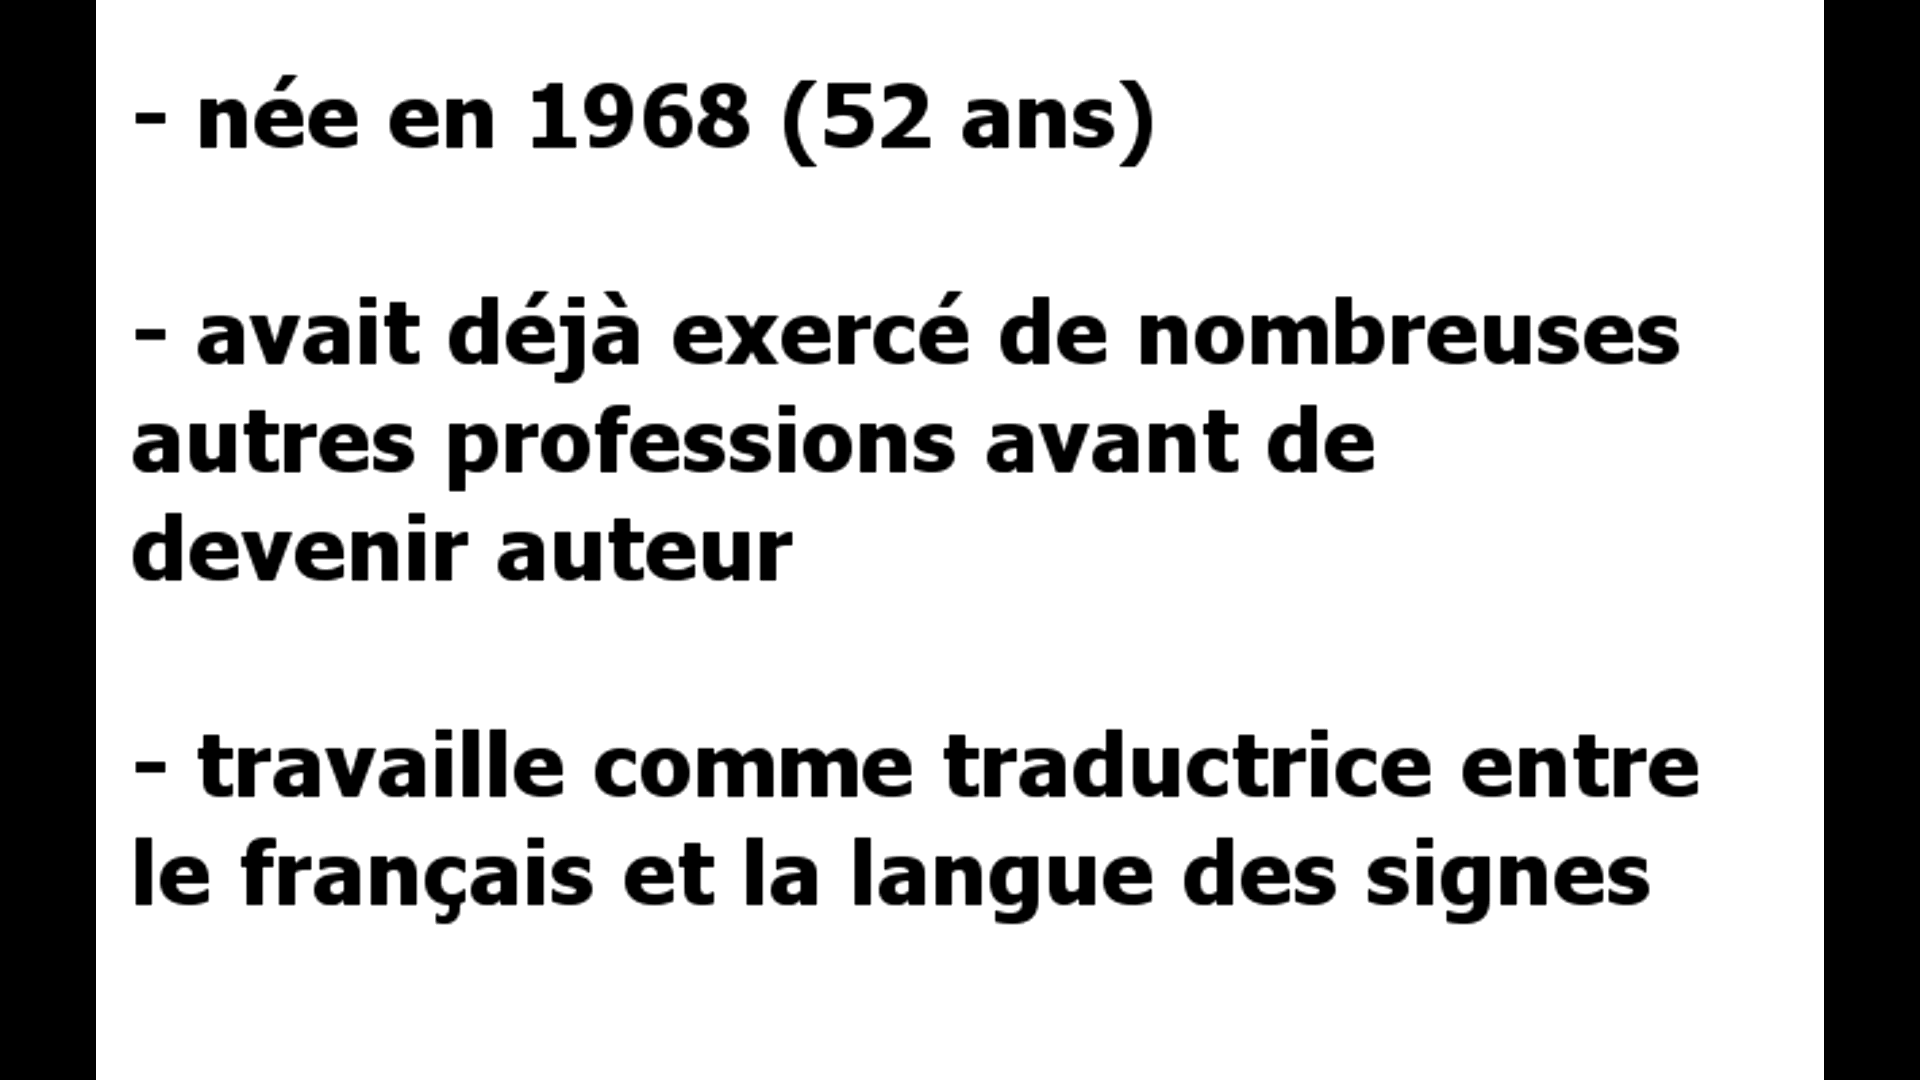 - née en 1968 (52 ans)
- avait déjà exercé de nombreuses
autres professions avant de
devenir auteur
- travaille comme traductrice entre
le français et la langue des signes